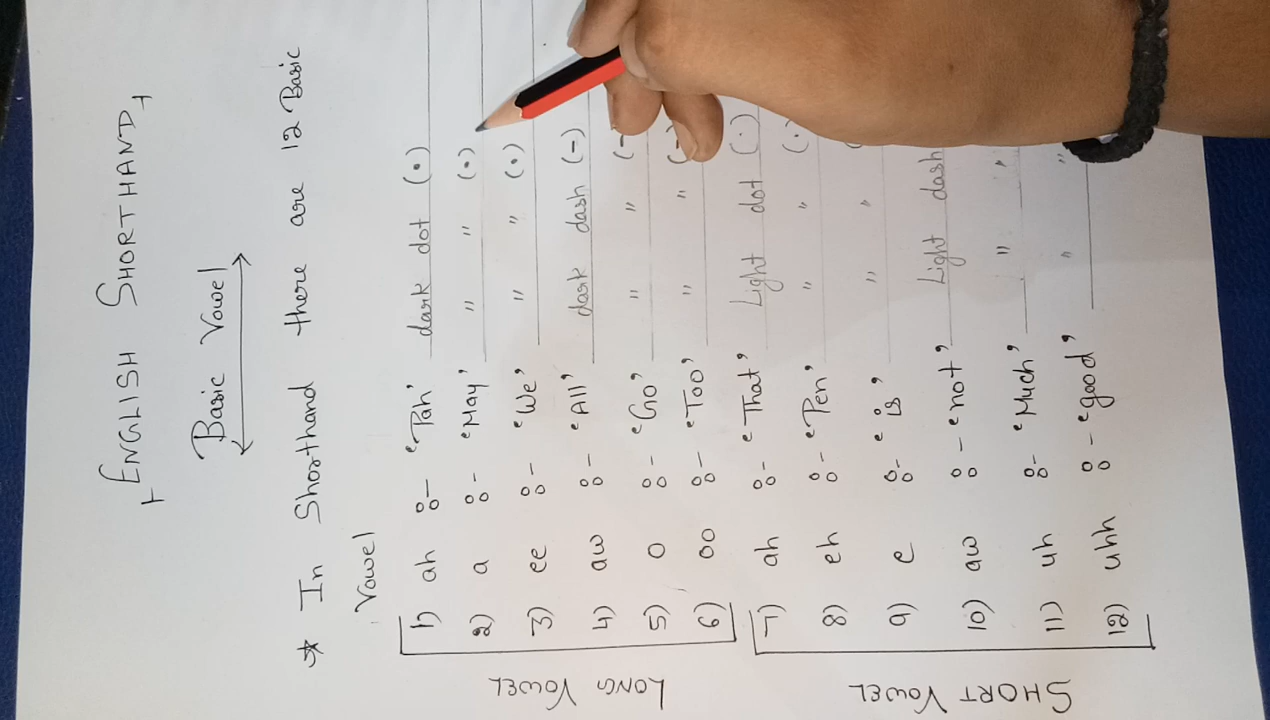 ENGLISH SHORTHAND
Basic Vowel
* In Shorthand there are 12 Basic
Vowel
LONG VOWEL
1) ah :- 'Pah' dark dot (•)
2) a :- 'May' " " (•)
3) ee :- 'We' " " (•)
4) aw :- 'All' dark dash (-)
5) o :- 'Go' " " (-
6) oo :- 'Too' " " (-)
SHORT VOWEL
7) ah :- 'That' Light dot (.)
8) eh :- 'Pen' " " (.)
9) e :- 'is' " " (
10) aw :- 'not' Light dash
11) uh :- 'Much' " "
12) uhh :- 'good' " "